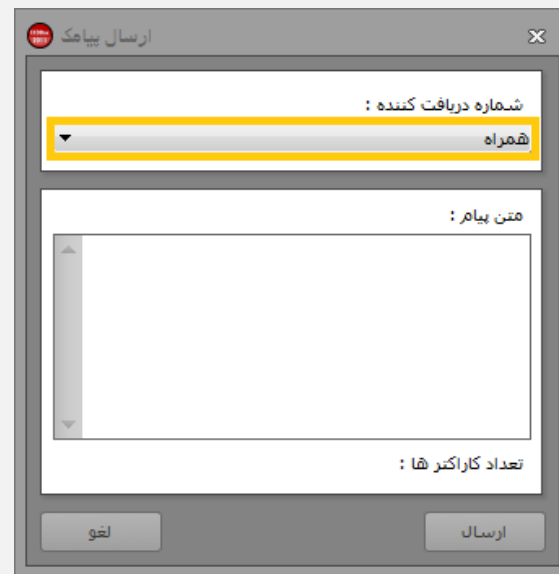 ارسال پیامک
شماره دریافت کننده :
همراه
متن پیام :
تعداد کاراکتر ها :
ارسال
لغو